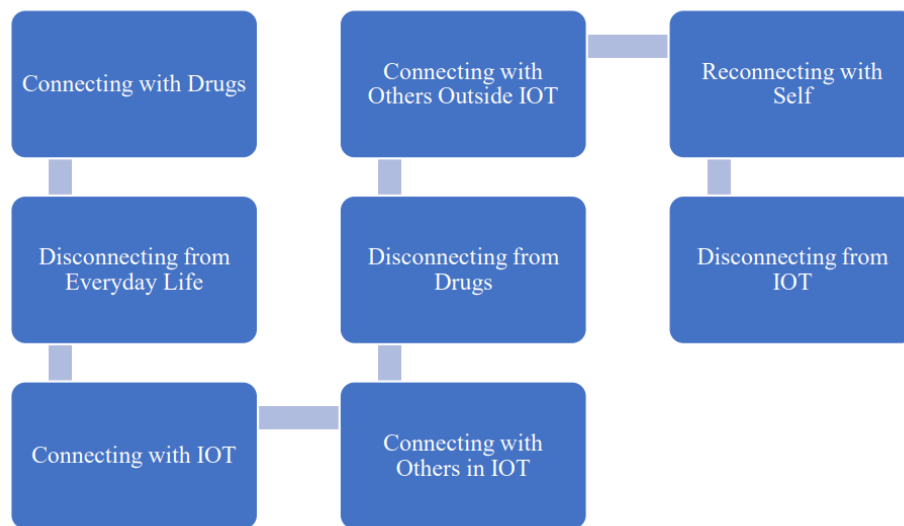 Connecting with Drugs
Disconnecting from
Everyday Life
Connecting with IOT
Connecting with
Others in IOT
Disconnecting from
Drugs
Connecting with
Others Outside IOT
Reconnecting with
Self
Disconnecting from
IOT